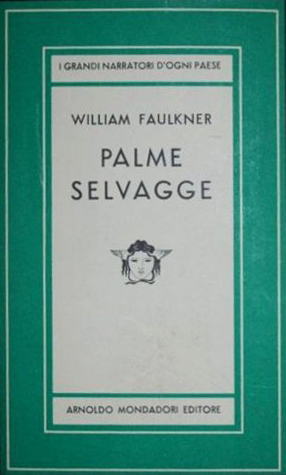 I GRANDI NARRATORI D'OGNI PAESE
WILLIAM FAULKNER
PALME
SELVAGGE
ARNOLDO MONDADORI EDITORE